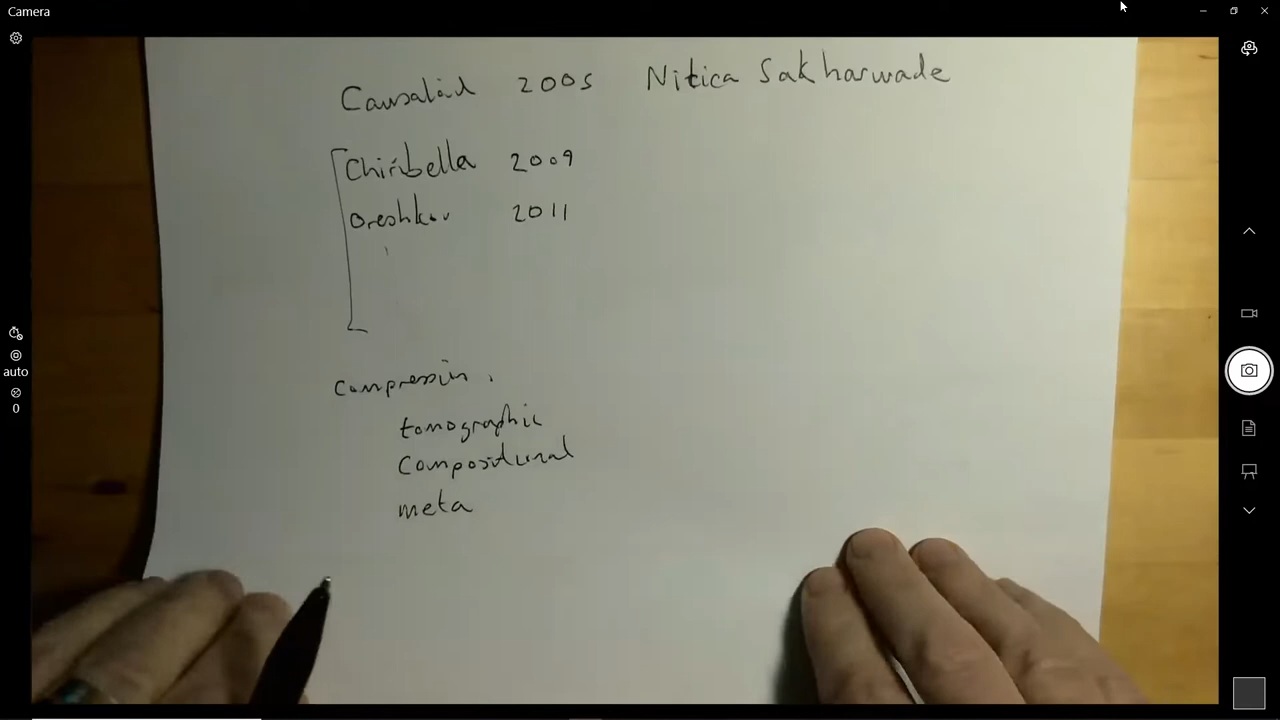 Camera
Causaloid 2005 Nitica Sakharwade
Chiribella 2009
Oreshkov 2011
Compression.
tomographic
Compositional
meta
auto
0